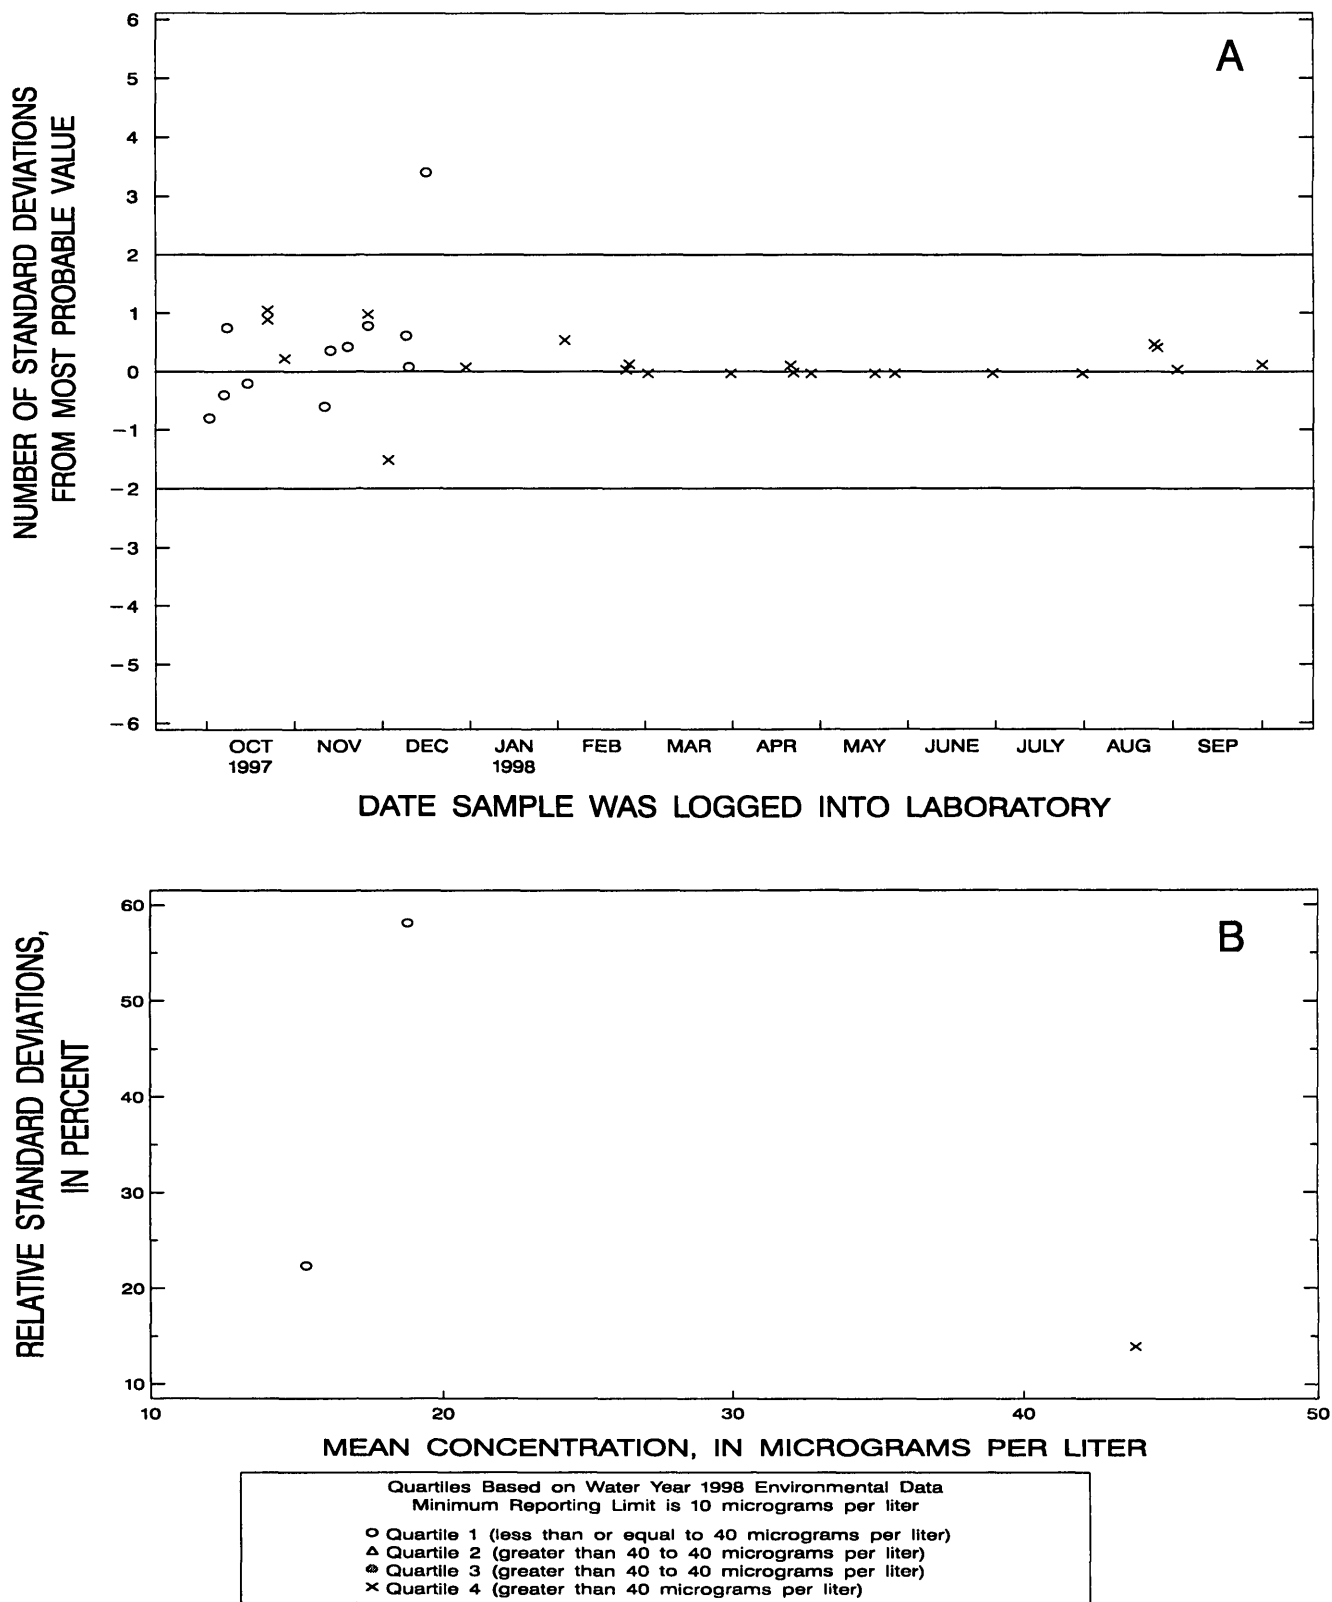 A
NUMBER OF STANDARD DEVIATIONS
FROM MOST PROBABLE VALUE
6
5
4
3
2
1
0
−1
−2
−3
−4
−5
−6
OCT NOV DEC JAN FEB MAR APR MAY JUNE JULY AUG SEP
1997 1998
DATE SAMPLE WAS LOGGED INTO LABORATORY
B
RELATIVE STANDARD DEVIATIONS,
IN PERCENT
60
50
40
30
20
10
10 20 30 40 50
MEAN CONCENTRATION, IN MICROGRAMS PER LITER
Quartiles Based on Water Year 1998 Environmental Data
Minimum Reporting Limit is 10 micrograms per liter
Quartile 1 (less than or equal to 40 micrograms per liter)
Quartile 2 (greater than 40 to 40 micrograms per liter)
Quartile 3 (greater than 40 to 40 micrograms per liter)
Quartile 4 (greater than 40 micrograms per liter)